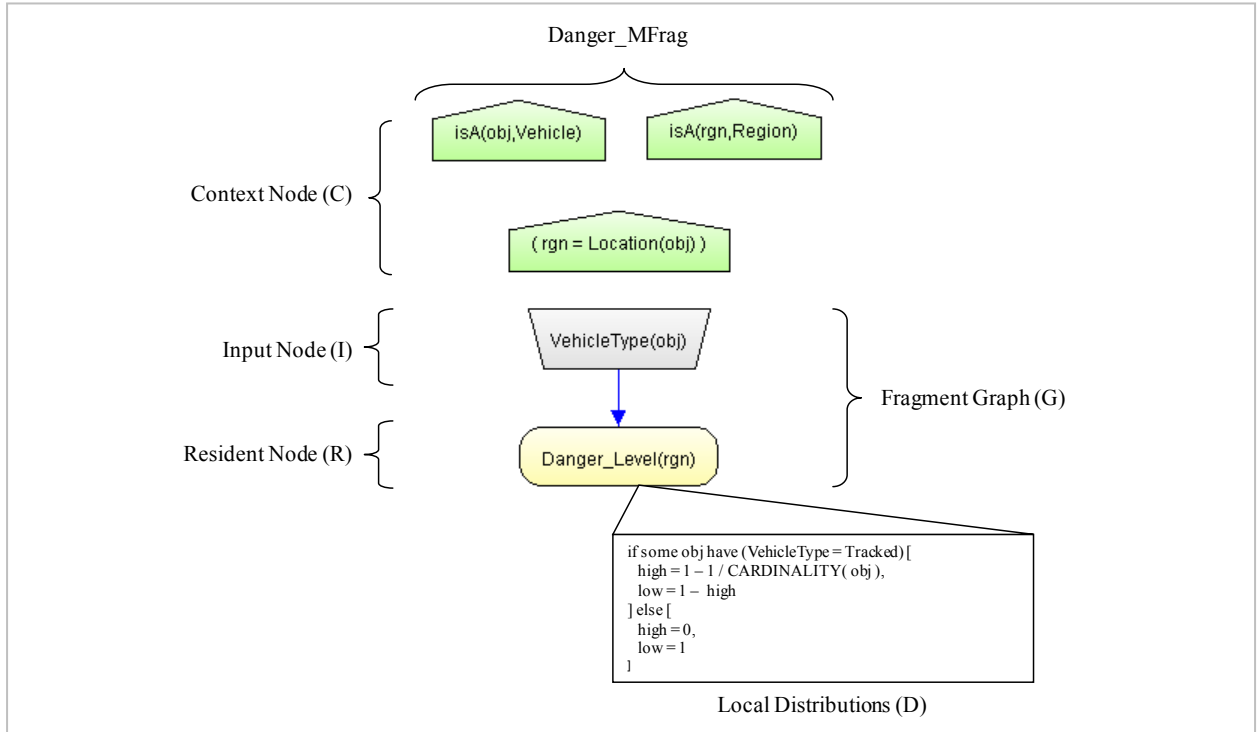 Danger_MFrag
isA(obj,Vehicle)
isA(rgn,Region)
Context Node (C)
( rgn = Location(obj) )
Input Node (I)
VehicleType(obj)
Fragment Graph (G)
Resident Node (R)
Danger_Level(rgn)
if some obj have (VehicleType = Tracked) [
high = 1 – 1 / CARDINALITY( obj ),
low = 1 – high
] else [
high = 0,
low = 1
]
Local Distributions (D)